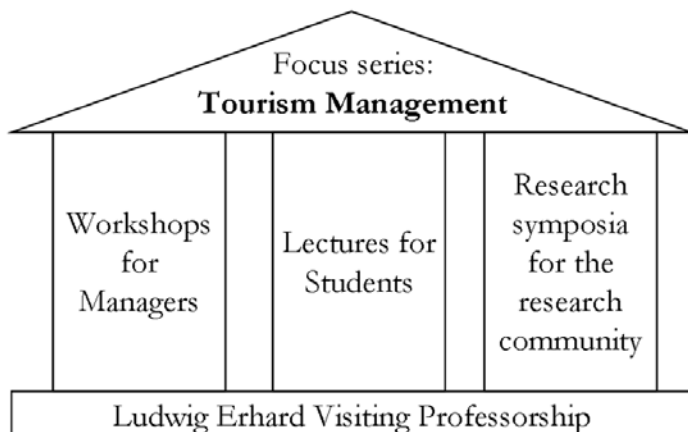 Focus series:
Tourism Management
Workshops
for
Managers
Lectures for
Students
Research
symposia
for the
research
community
Ludwig Erhard Visiting Professorship